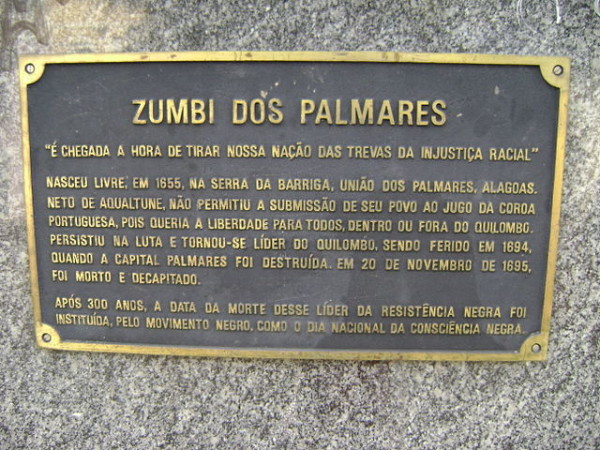 ZUMBI DOS PALMARES
"É CHEGADA A HORA DE TIRAR NOSSA NAÇÃO DAS TREVAS DA INJUSTIÇA RACIAL"
NASCEU LIVRE, EM 1655, NA SERRA DA BARRIGA, UNIÃO DOS PALMARES, ALAGOAS.
NETO DE AQUALTUNE, NÃO PERMITIU A SUBMISSÃO DE SEU POVO AO JUGO DA COROA
PORTUGUESA, POIS QUERIA A LIBERDADE PARA TODOS, DENTRO OU FORA DO QUILOMBO.
PERSISTIU NA LUTA E TORNOU-SE LÍDER DO QUILOMBO, SENDO FERIDO EM 1694,
QUANDO A CAPITAL PALMARES FOI DESTRUÍDA. EM 20 DE NOVEMBRO DE 1695,
FOI MORTO E DECAPITADO.
APÓS 300 ANOS, A DATA DA MORTE DESSE LÍDER DA RESISTÊNCIA NEGRA FOI
INSTITUÍDA, PELO MOVIMENTO NEGRO, COMO O DIA NACIONAL DA CONSCIÊNCIA NEGRA.